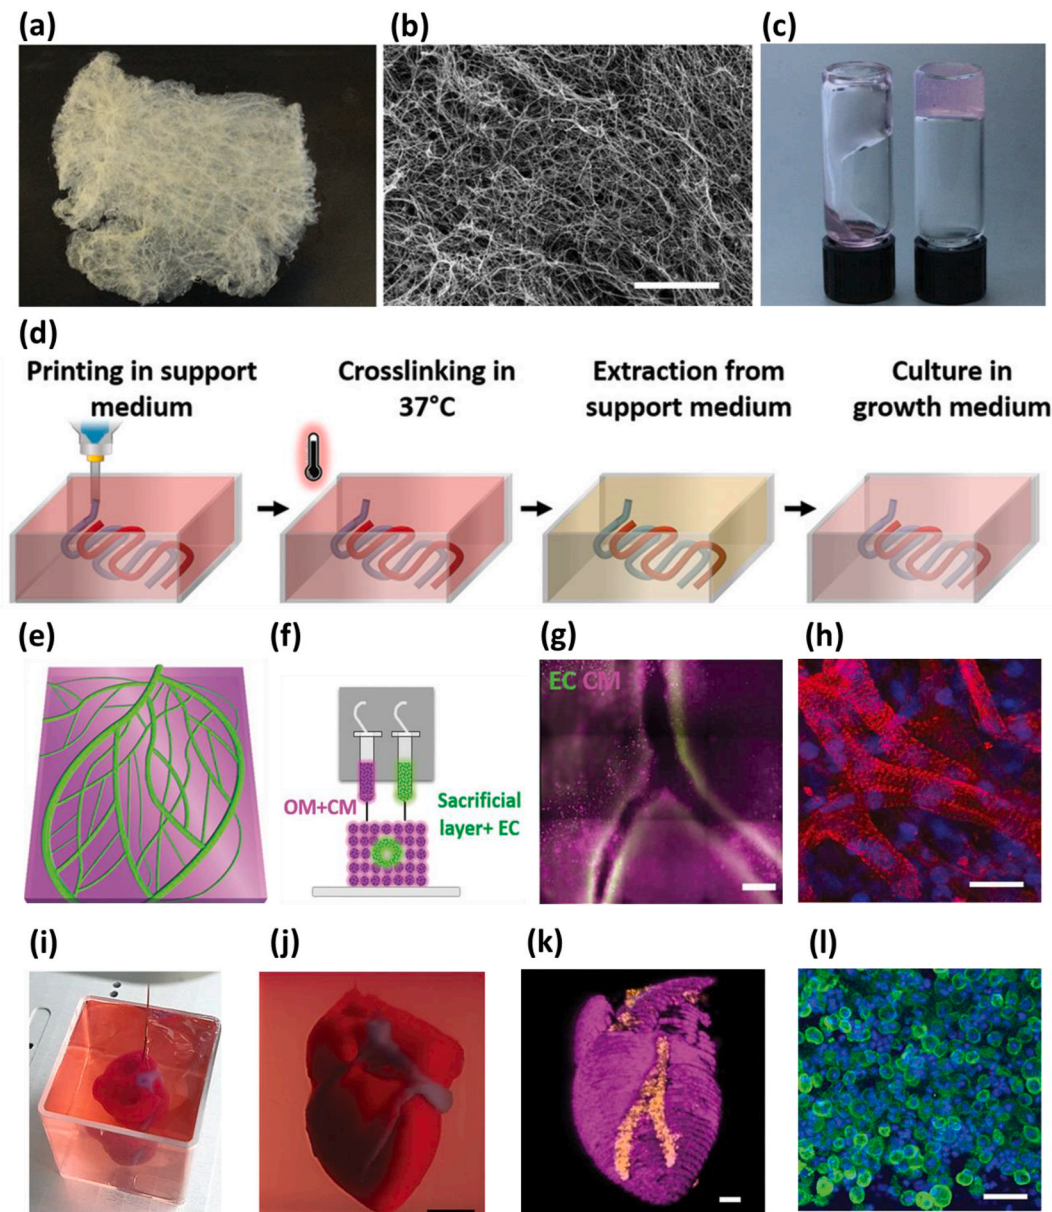 (a)
(b)
(c)
(d)
Printing in support
medium
Crosslinking in
37°C
Extraction from
support medium
Culture in
growth medium
(e)
(f)
(g)
(h)
OM+CM
Sacrificial
layer+ EC
EC CM
(i)
(j)
(k)
(l)